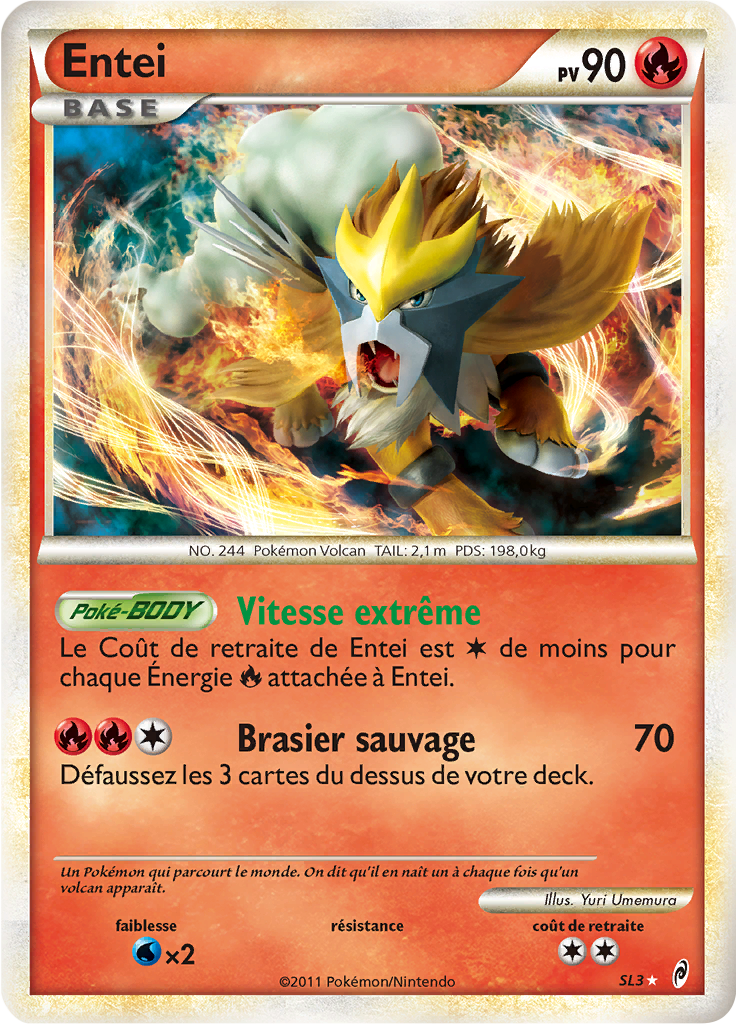 Entei
PV 90
BASE
NO. 244 Pokémon Volcan TAIL: 2,1 m PDS: 198,0kg
Poké-BODY Vitesse extrême
Le Coût de retraite de Entei est de moins pour
chaque Énergie attachée à Entei.
Brasier sauvage 70
Défaussez les 3 cartes du dessus de votre deck.
Un Pokémon qui parcourt le monde. On dit qu'il en naît un à chaque fois qu'un
volcan apparaît.
Illus. Yuri Umemura
faiblesse résistance coût de retraite
×2
©2011 Pokémon/Nintendo
SL3